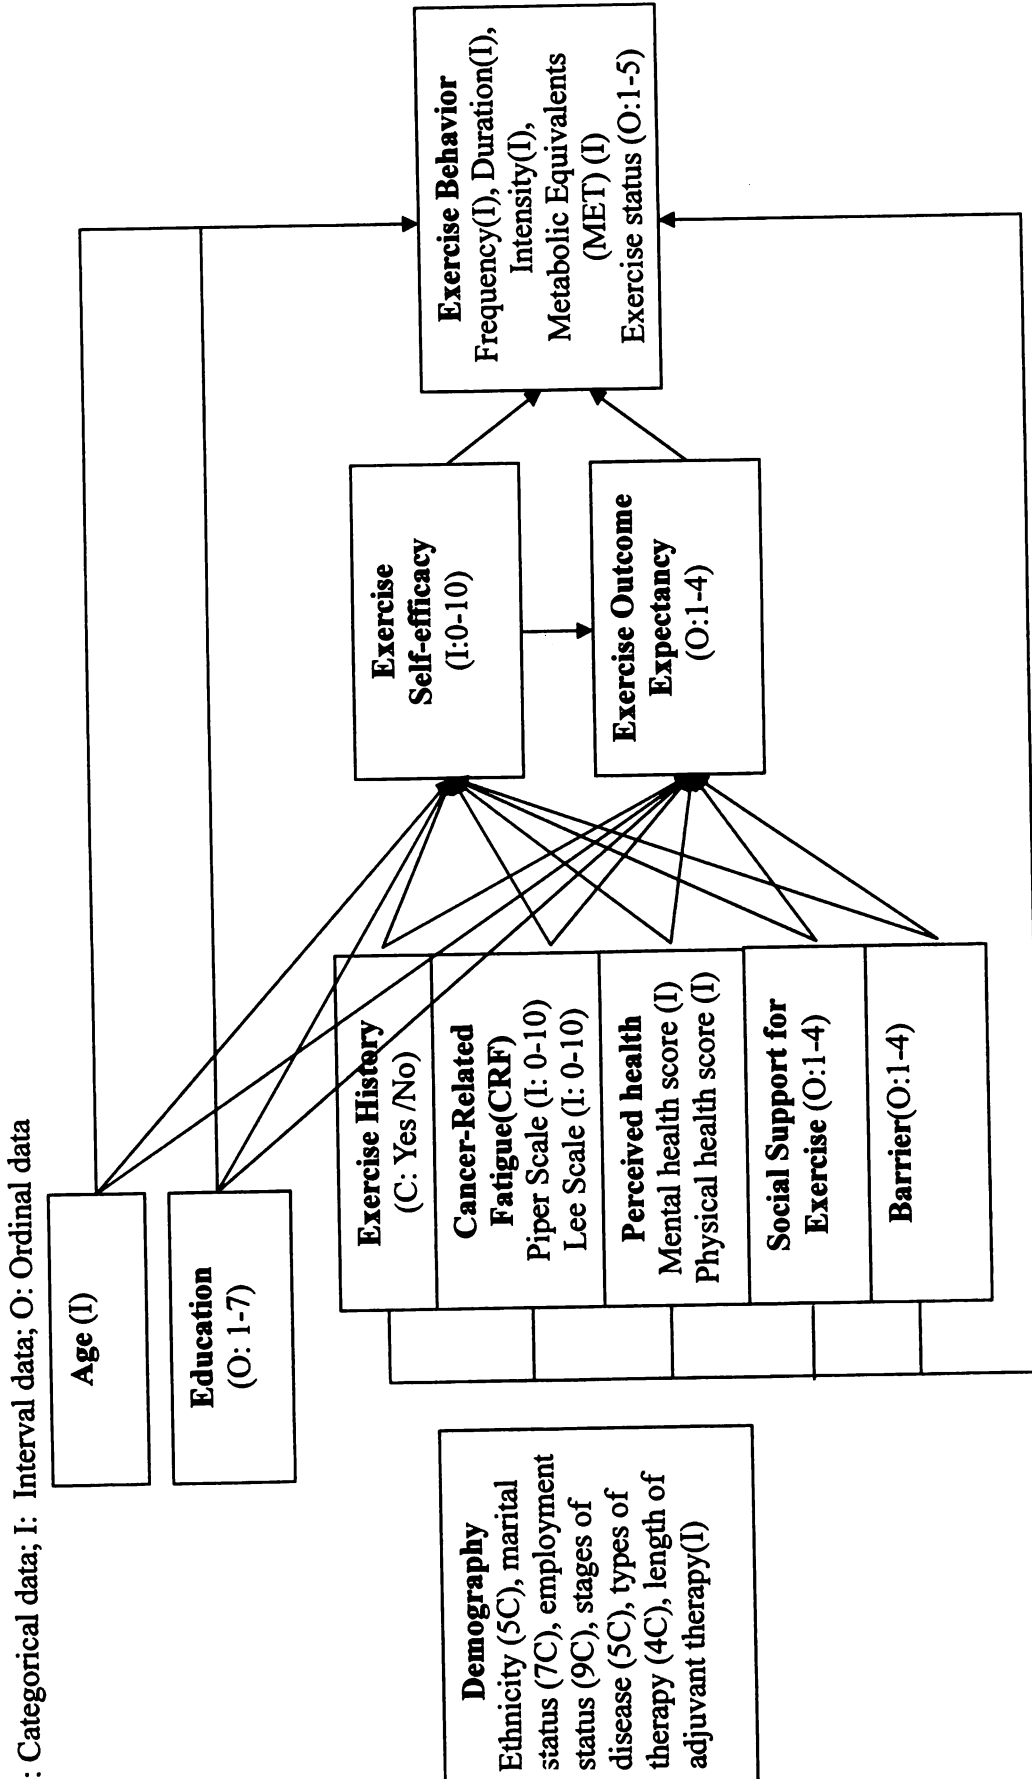 : Categorical data; I: Interval data; O: Ordinal data
Age (I)
Education
(O: 1-7)
Demography
Ethnicity (5C), marital
status (7C), employment
status (9C), stages of
disease (5C), types of
therapy (4C), length of
adjuvant therapy(I)
Exercise History
(C: Yes /No)
Cancer-Related
Fatigue(CRF)
Piper Scale (I: 0-10)
Lee Scale (I: 0-10)
Perceived health
Mental health score (I)
Physical health score (I)
Social Support for
Exercise (O:1-4)
Barrier(O:1-4)
Exercise
Self-efficacy
(I:0-10)
Exercise Outcome
Expectancy
(O:1-4)
Exercise Behavior
Frequency(I), Duration(I),
Intensity(I),
Metabolic Equivalents
(MET) (I)
Exercise status (O:1-5)